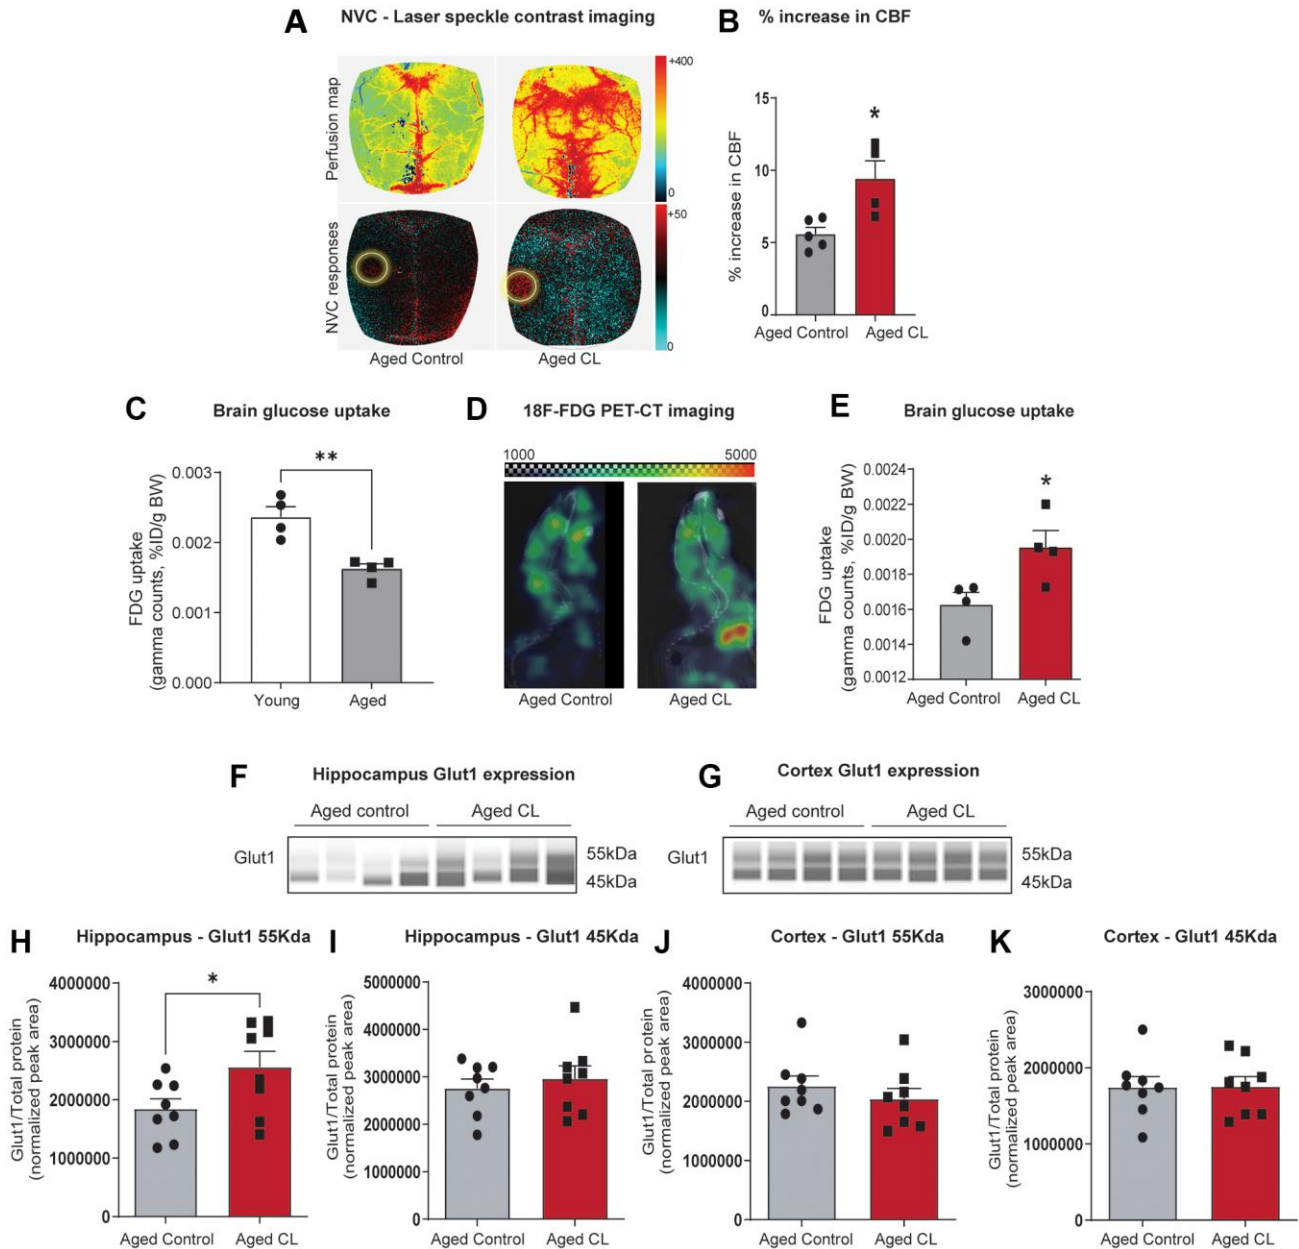 A NVC - Laser speckle contrast imaging
Perfusion map
NVC responses
+400
0
+50
0
Aged Control
Aged CL
B % increase in CBF
% increase in CBF
15
10
5
0
*
Aged Control
Aged CL
C Brain glucose uptake
FDG uptake
(gamma counts, %ID/g BW)
0.003
0.002
0.001
0.000
**
Young
Aged
D 18F-FDG PET-CT imaging
1000
5000
Aged Control
Aged CL
E Brain glucose uptake
FDG uptake
(gamma counts, %ID/g BW)
0.0024
0.0022
0.0020
0.0018
0.0016
0.0014
0.0012
*
Aged Control
Aged CL
F Hippocampus Glut1 expression
Aged control
Aged CL
Glut1
55kDa
45kDa
G Cortex Glut1 expression
Aged control
Aged CL
Glut1
55kDa
45kDa
H Hippocampus - Glut1 55Kda
Glut1/Total protein
(normalized peak area)
4000000
3000000
2000000
1000000
0
*
Aged Control
Aged CL
I Hippocampus - Glut1 45Kda
Glut1/Total protein
(normalized peak area)
5000000
4000000
3000000
2000000
1000000
0
Aged Control
Aged CL
J Cortex - Glut1 55Kda
Glut1/Total protein
(normalized peak area)
4000000
3000000
2000000
1000000
0
Aged Control
Aged CL
K Cortex - Glut1 45Kda
Glut1/Total protein
(normalized peak area)
3000000
2000000
1000000
0
Aged Control
Aged CL